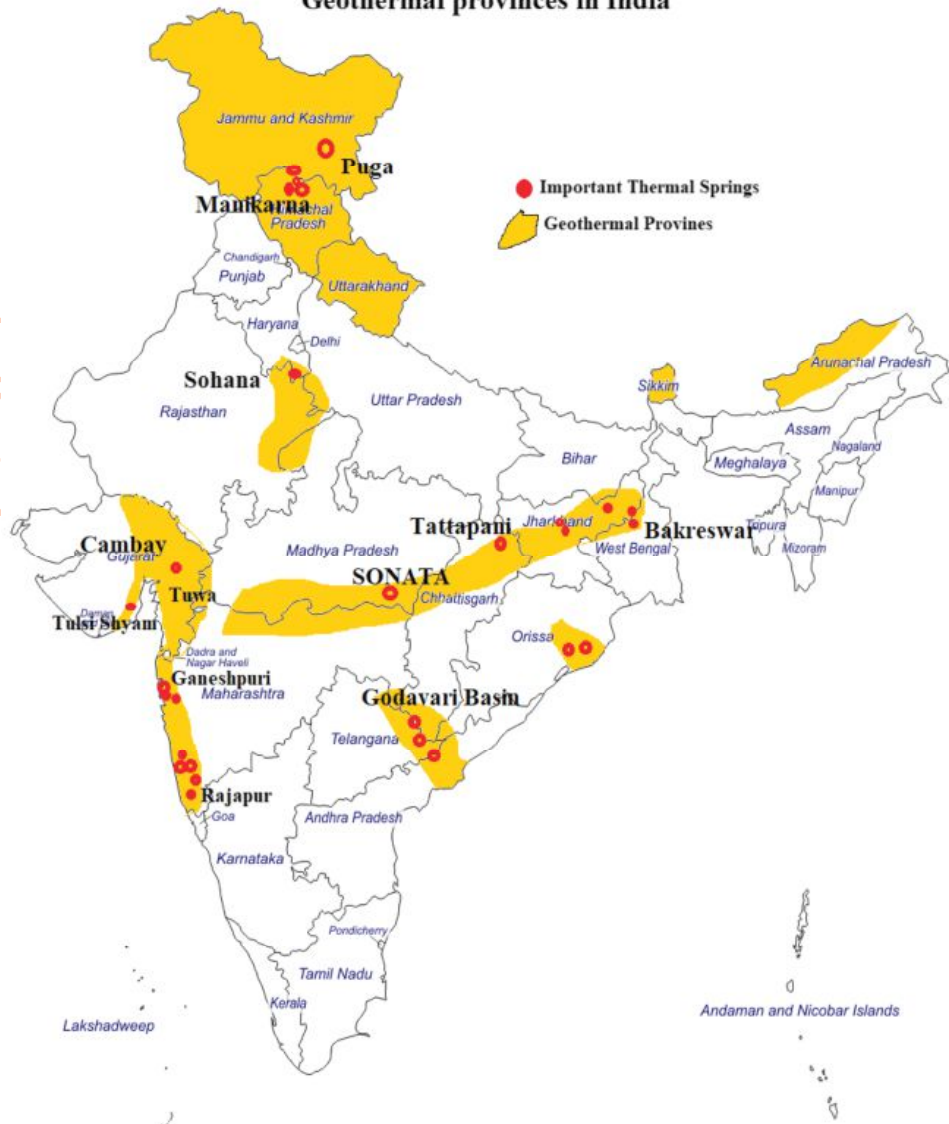 Geothermal provinces in India
Jammu and Kashmir
Puga
Important Thermal Springs
Manikarna
Pradesh
Geothermal Provines
Chandigarh
Punjab
Uttarakhand
Haryana
Delhi
Sohana
Rajasthan
Uttar Pradesh
Sikkim
Arunachal Pradesh
Assam
Nagaland
Bihar
Meghalaya
Manipur
Tattapani
Jharkhand
Bakreswar
Tripura
Mizoram
West Bengal
Cambay
Gujarat
Madhya Pradesh
SONATA
Chhattisgarh
Tuwa
Daman
Tulsi Shyam
Orissa
Dadra and
Nagar Haveli
Ganeshpuri
Maharashtra
Godavari Basin
Telangana
Rajapur
Goa
Andhra Pradesh
Karnataka
Pondicherry
Tamil Nadu
Kerala
Lakshadweep
Andaman and Nicobar Islands